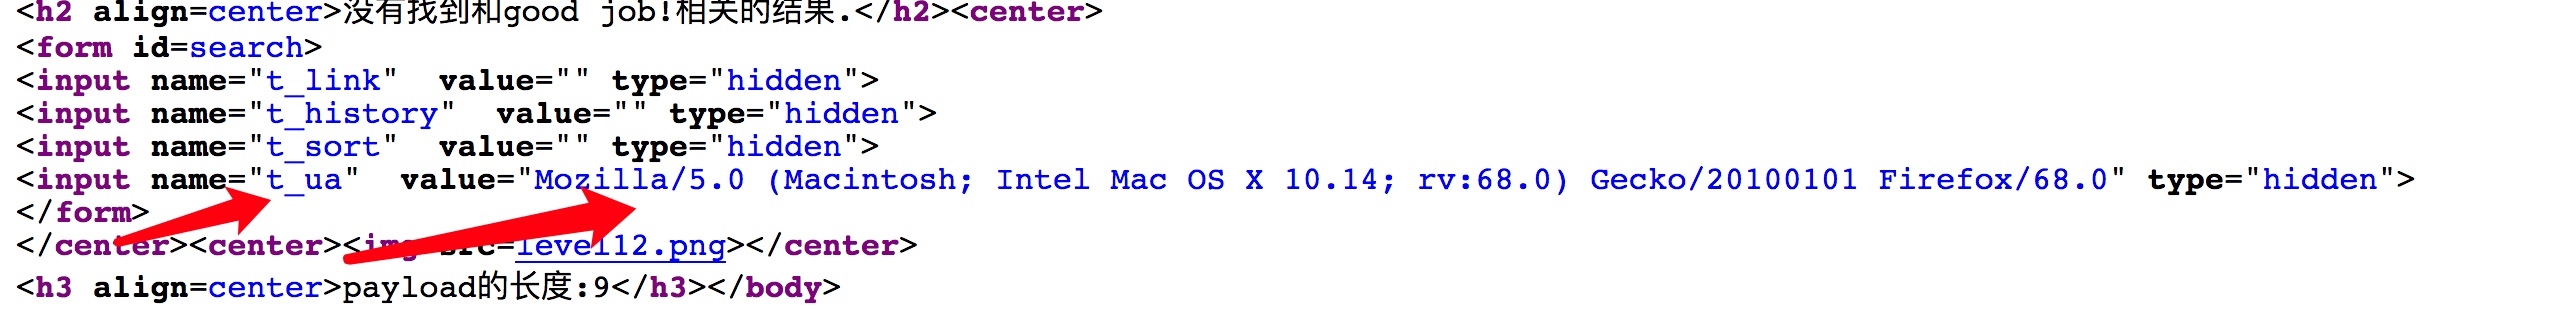 <h2 align=center>没有找到和good job!相关的结果.</h2><center>
<form id=search>
<input name="t_link"  value="" type="hidden">
<input name="t_history"  value="" type="hidden">
<input name="t_sort"  value="" type="hidden">
<input name="t_ua"  value="Mozilla/5.0 (Macintosh; Intel Mac OS X 10.14; rv:68.0) Gecko/20100101 Firefox/68.0" type="hidden">
</form>
</center><center><img src=level12.png></center>
<h3 align=center>payload的长度:9</h3></body>